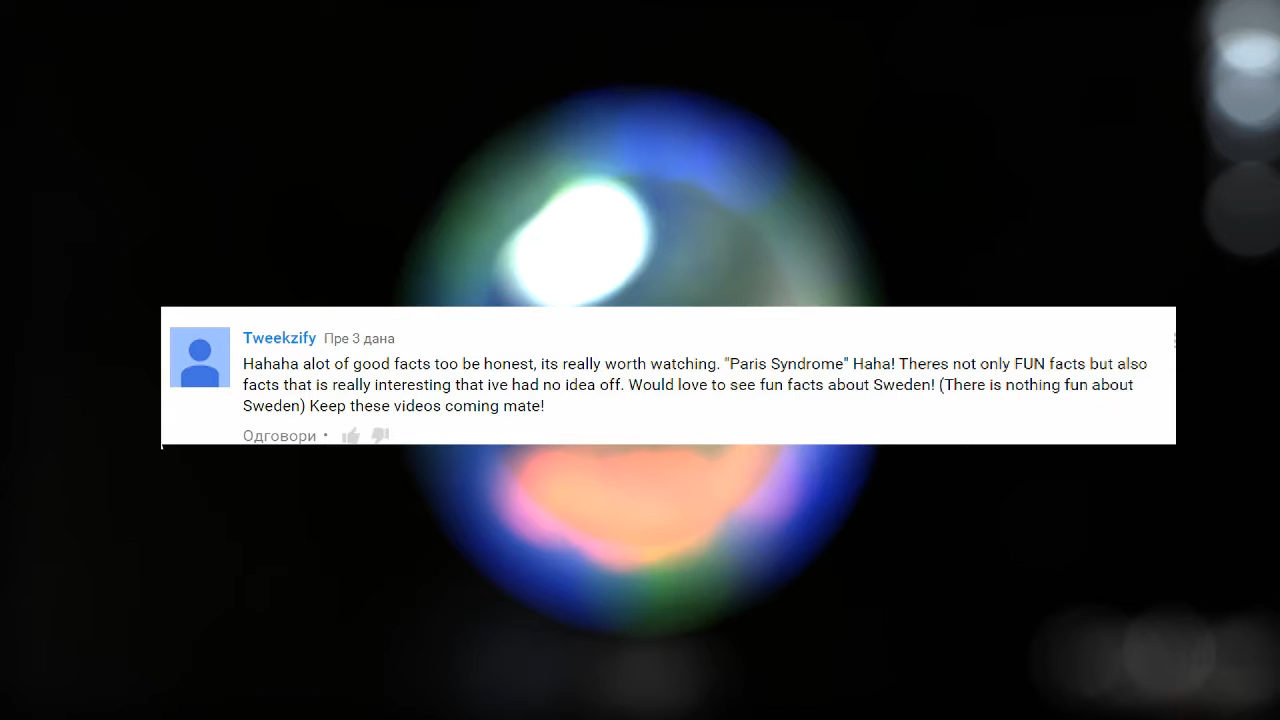 Tweekzify Пре 3 дана
Hahaha alot of good facts too be honest, its really worth watching. "Paris Syndrome" Haha! Theres not only FUN facts but also
facts that is really interesting that ive had no idea off. Would love to see fun facts about Sweden! (There is nothing fun about
Sweden) Keep these videos coming mate!
Одговори •